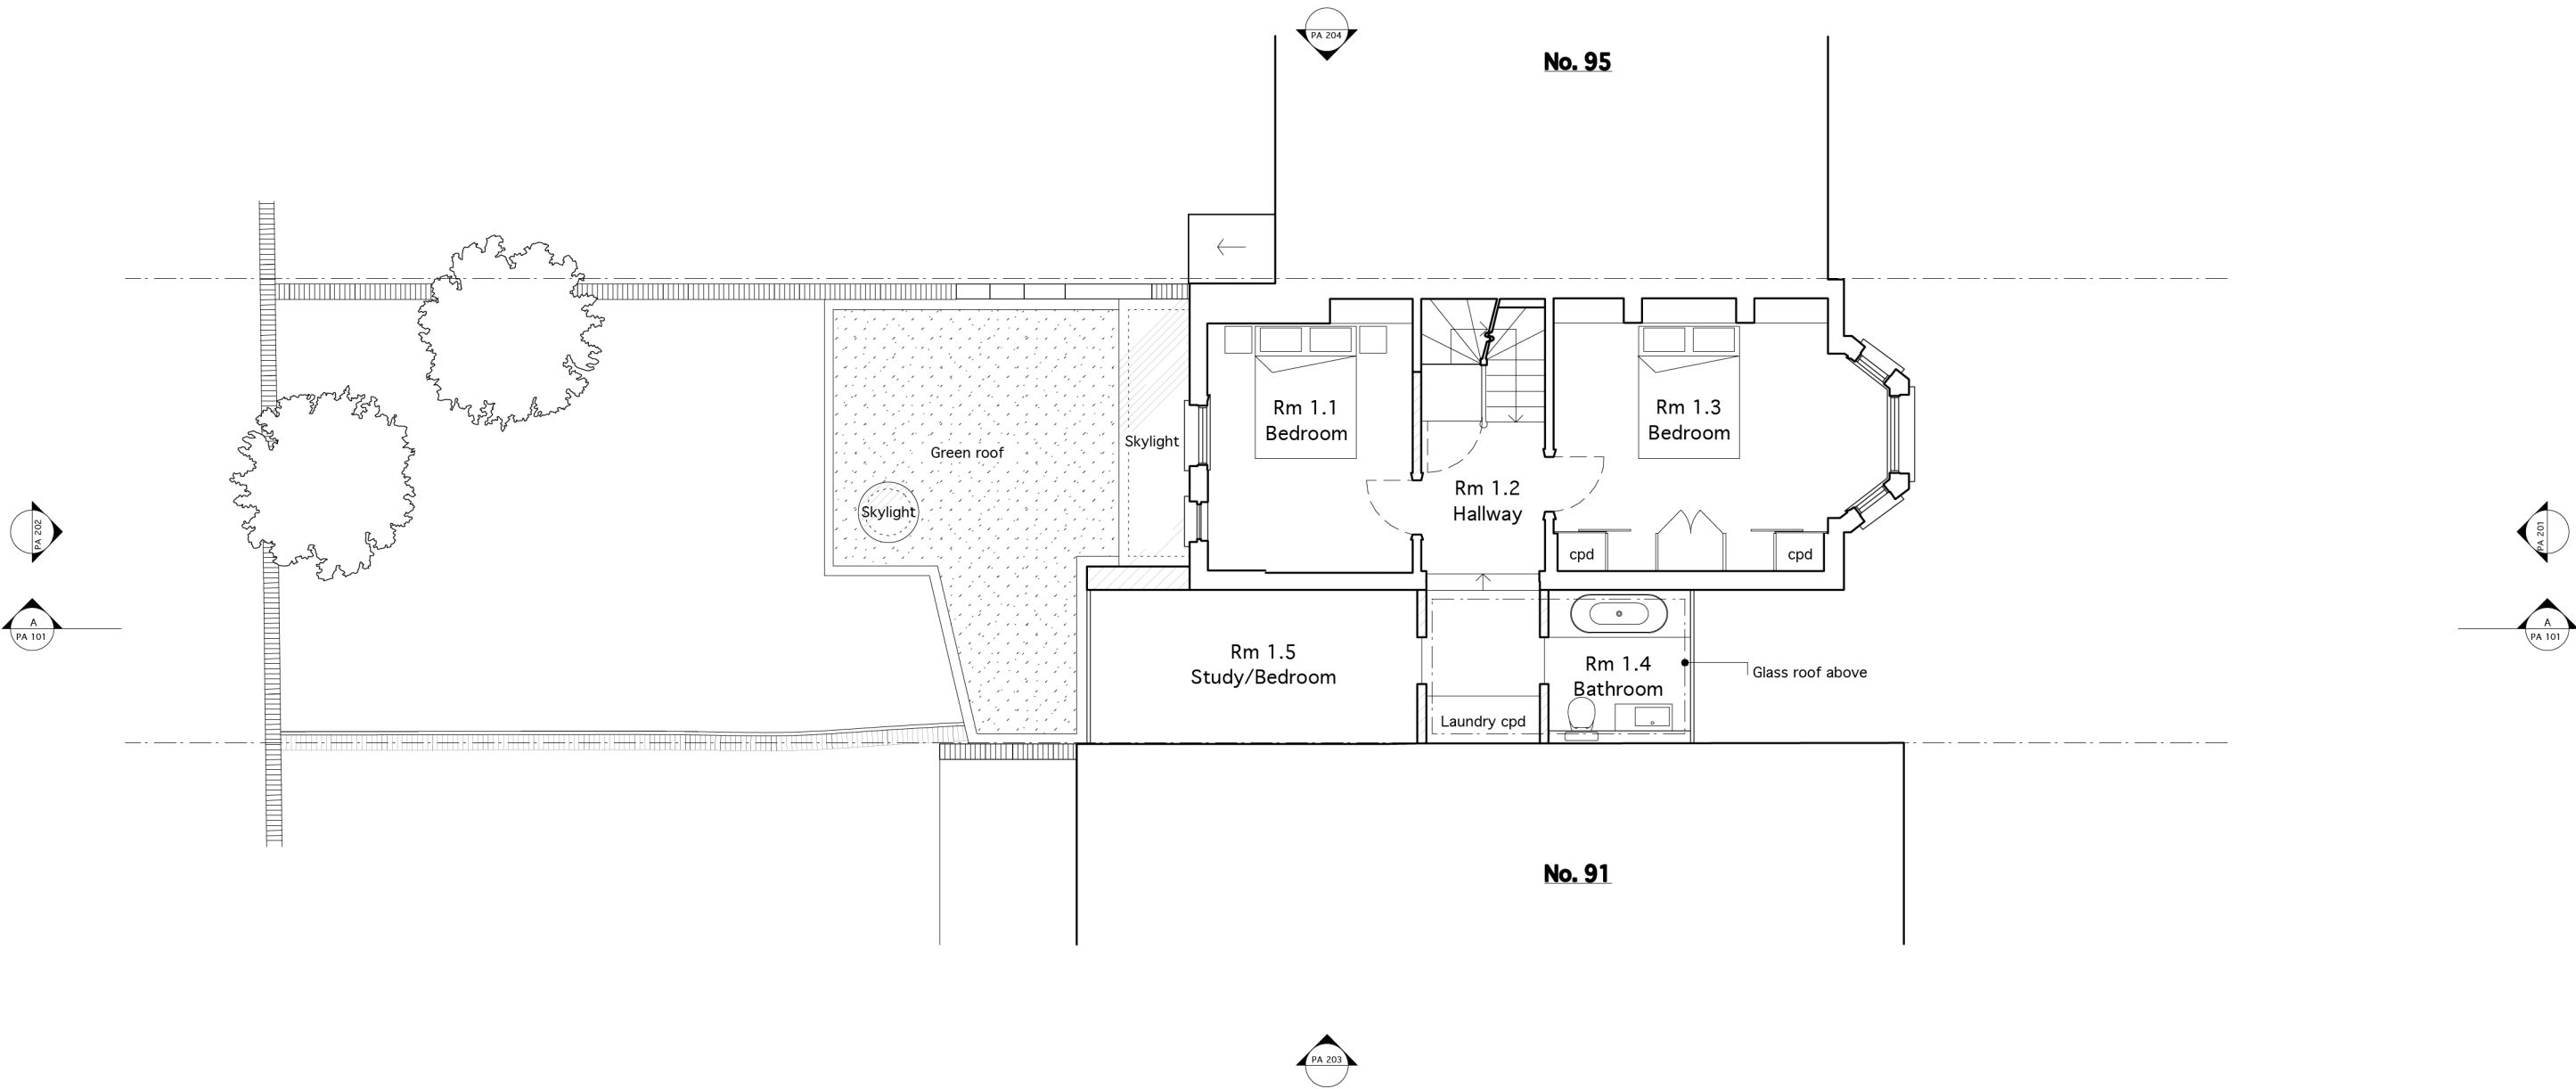 PA 204
No. 95
Rm 1.1
Bedroom
Rm 1.3
Bedroom
Skylight
Green roof
Rm 1.2
Hallway
Skylight
PA 202
PA 201
cpd
cpd
A
PA 101
A
PA 101
Rm 1.5
Study/Bedroom
Rm 1.4
Bathroom
Glass roof above
Laundry cpd
No. 91
PA 203